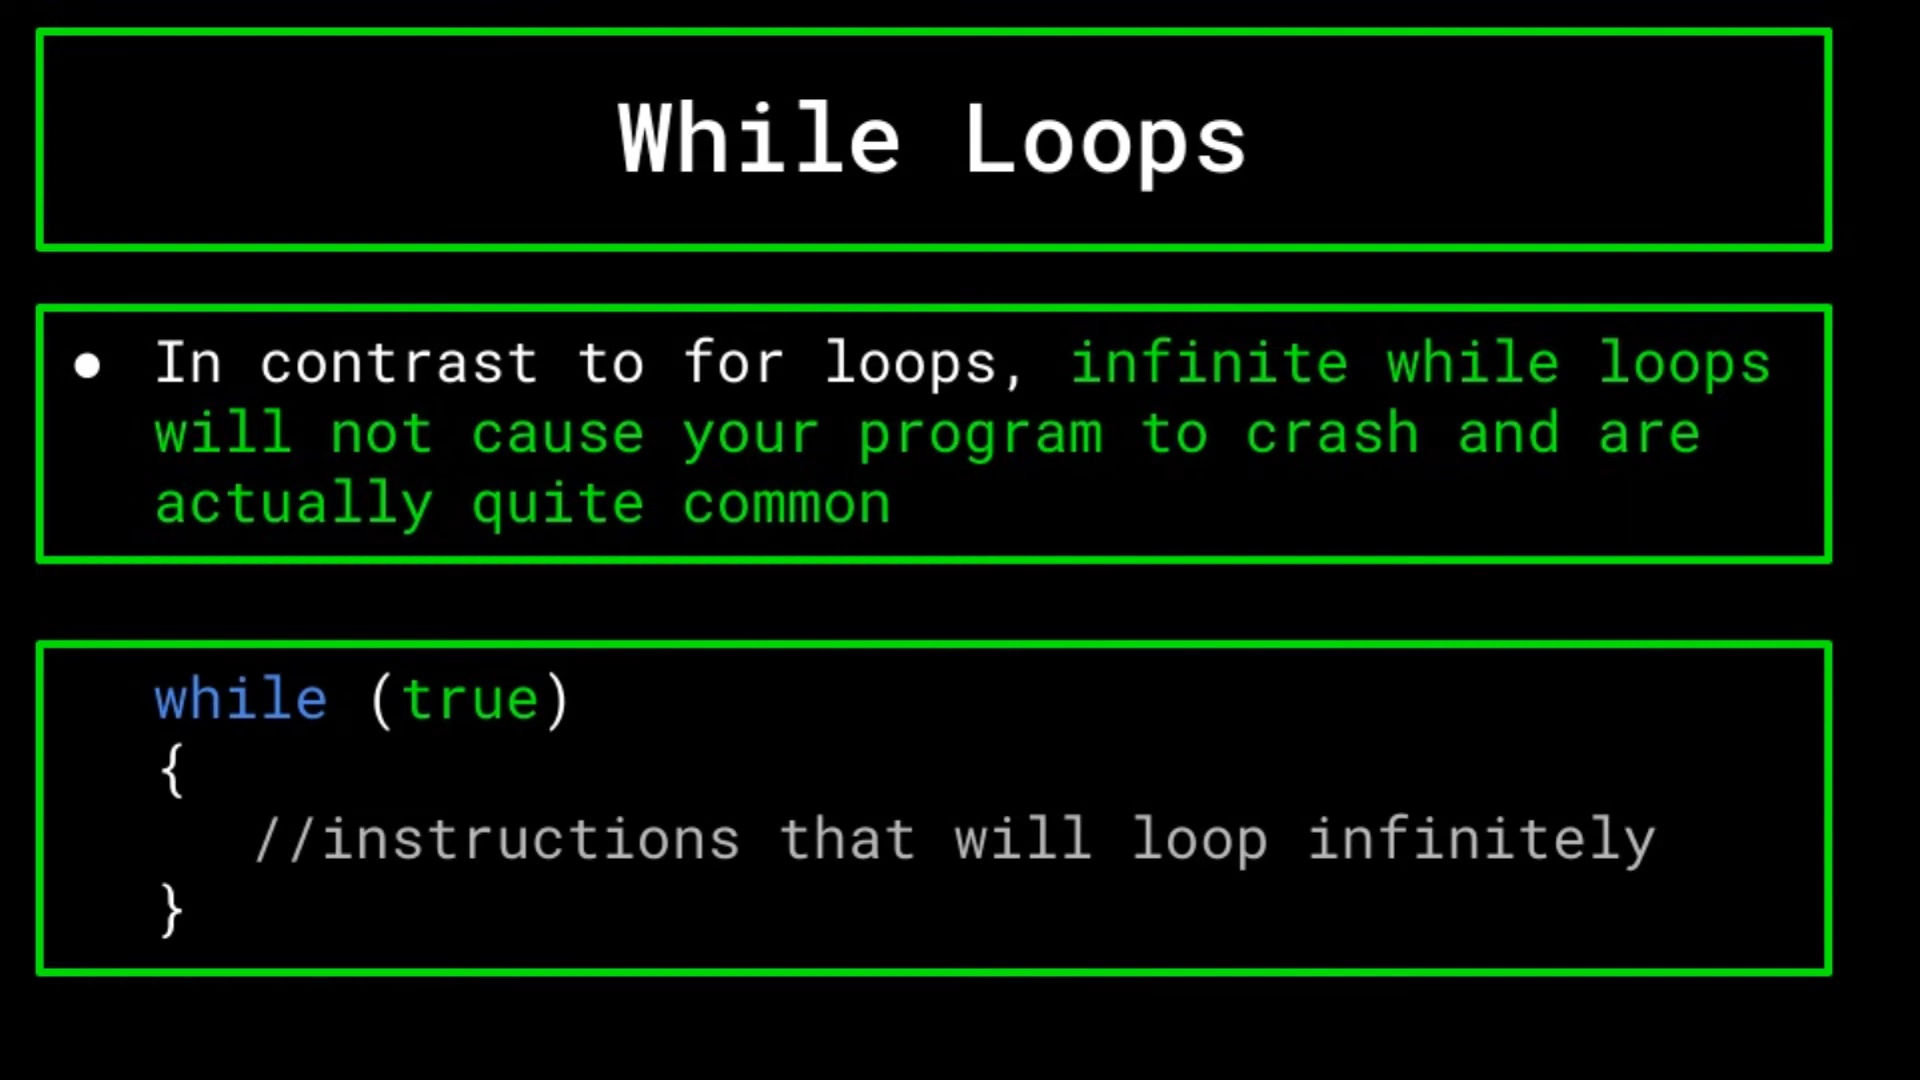 While Loops
● In contrast to for loops, infinite while loops
will not cause your program to crash and are
actually quite common
while (true)
{
//instructions that will loop infinitely
}